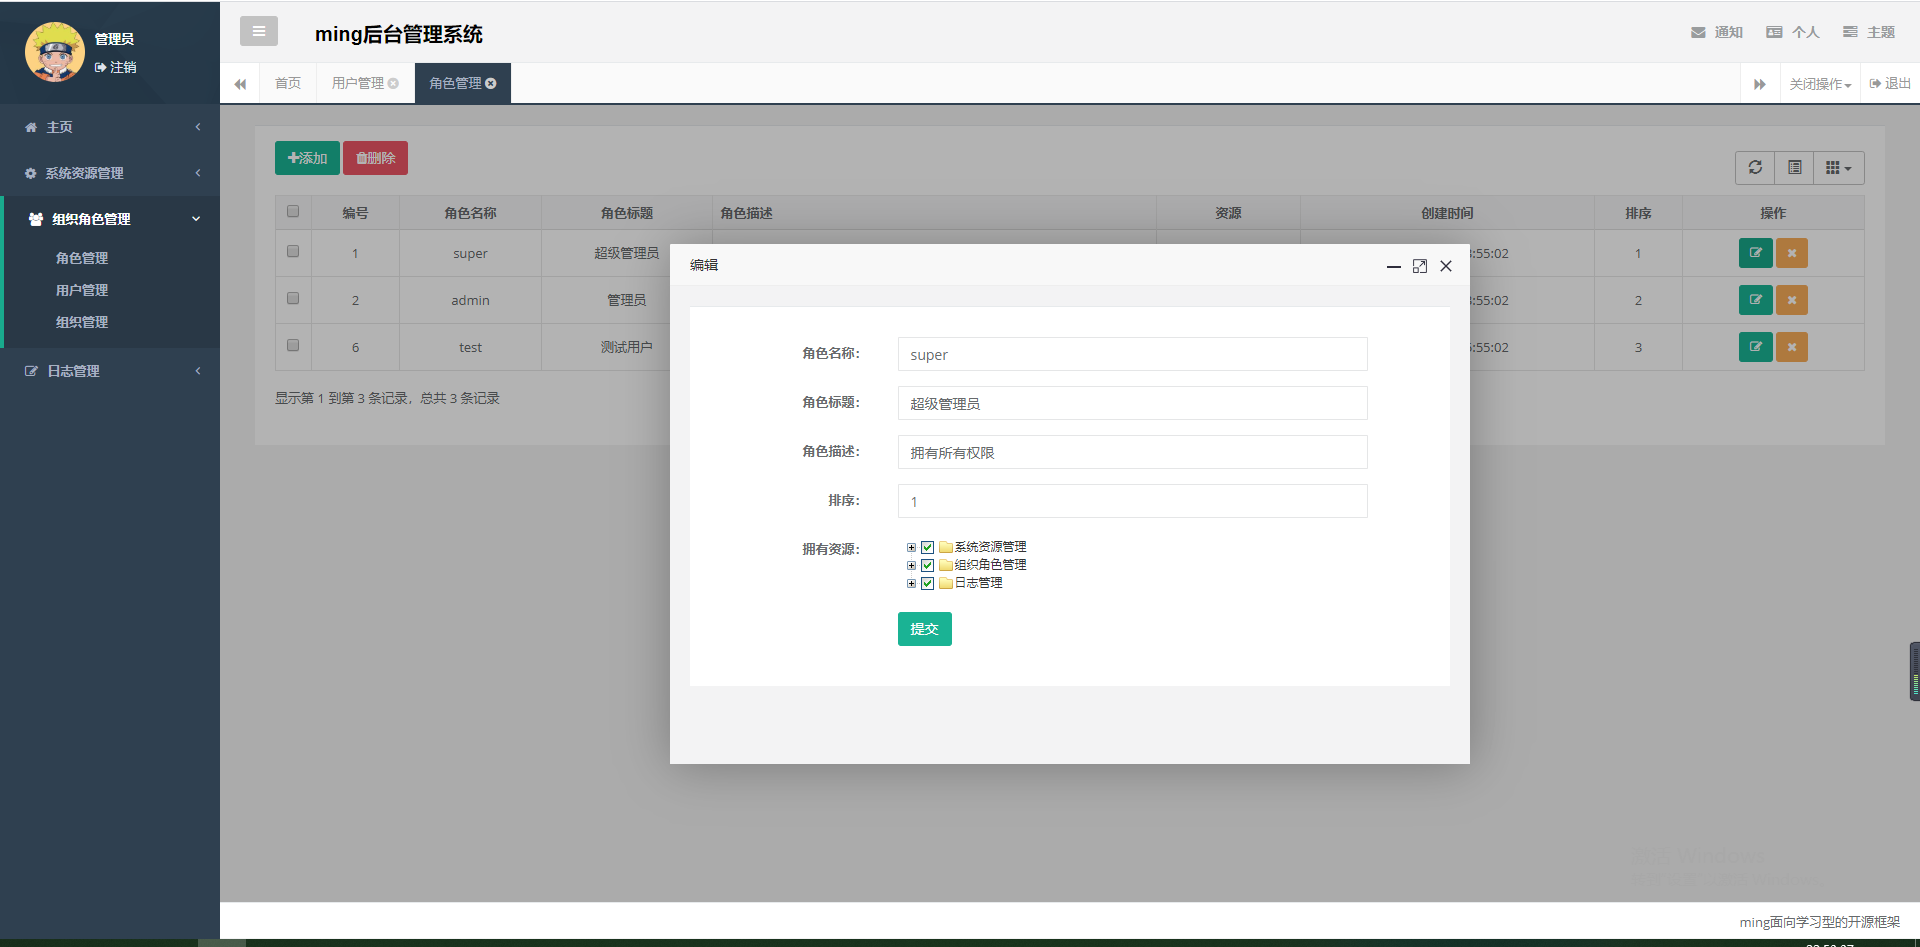 管理员
注销
ming后台管理系统
通知 个人 主题
首页 用户管理 角色管理 关闭操作 退出
主页
系统资源管理
组织角色管理
角色管理
用户管理
组织管理
日志管理
添加 删除
编号 角色名称 角色标题 角色描述 资源 创建时间 排序 操作
1 super 超级管理员 :55:02 1
2 admin 管理员 :55:02 2
6 test 测试用户 :55:02 3
显示第 1 到第 3 条记录，总共 3 条记录
编辑
角色名称： super
角色标题： 超级管理员
角色描述： 拥有所有权限
排序： 1
拥有资源： 系统资源管理
组织角色管理
日志管理
提交
ming面向学习型的开源框架